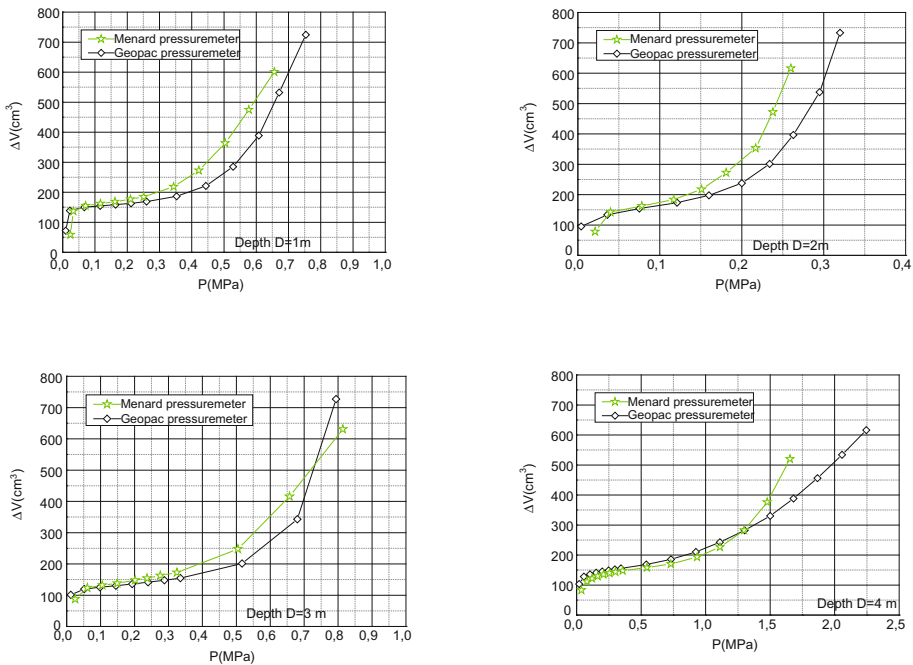 800
700
600
500
400
300
200
100
0
ΔV(cm³)
Menard pressuremeter
Geopac pressuremeter
Depth D=1m
0,0 0,1 0,2 0,3 0,4 0,5 0,6 0,7 0,8 0,9 1,0
P(MPa)
800
700
600
500
400
300
200
100
0
ΔV(cm³)
Menard pressuremeter
Geopac pressuremeter
Depth D=2m
0,0 0,1 0,2 0,3 0,4
P(MPa)
800
700
600
500
400
300
200
100
0
ΔV(cm³)
Menard pressuremeter
Geopac pressuremeter
Depth D=3 m
0,0 0,1 0,2 0,3 0,4 0,5 0,6 0,7 0,8 0,9 1,0
P(MPa)
800
700
600
500
400
300
200
100
0
ΔV(cm³)
Menard pressuremeter
Geopac pressuremeter
Depth D=4 m
0,0 0,5 1,0 1,5 2,0 2,5
P(MPa)